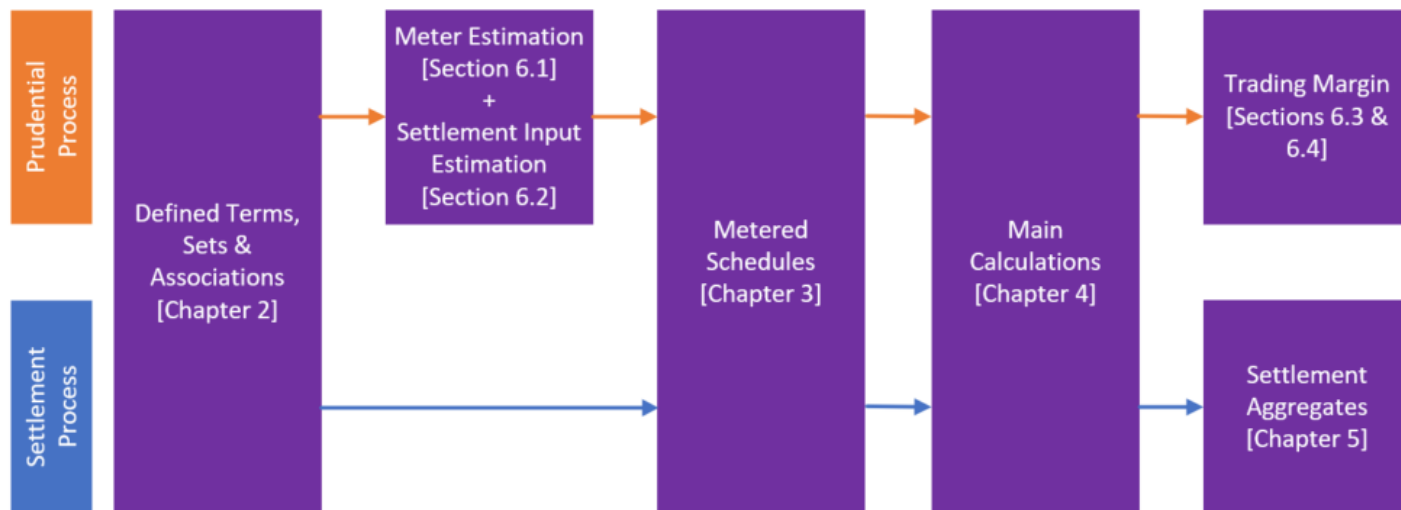 Prudential
Process
Settlement
Process
Defined Terms,
Sets &
Associations
[Chapter 2]
Meter Estimation
[Section 6.1]
+
Settlement Input
Estimation
[Section 6.2]
Metered
Schedules
[Chapter 3]
Main
Calculations
[Chapter 4]
Trading Margin
[Sections 6.3 &
6.4]
Settlement
Aggregates
[Chapter 5]